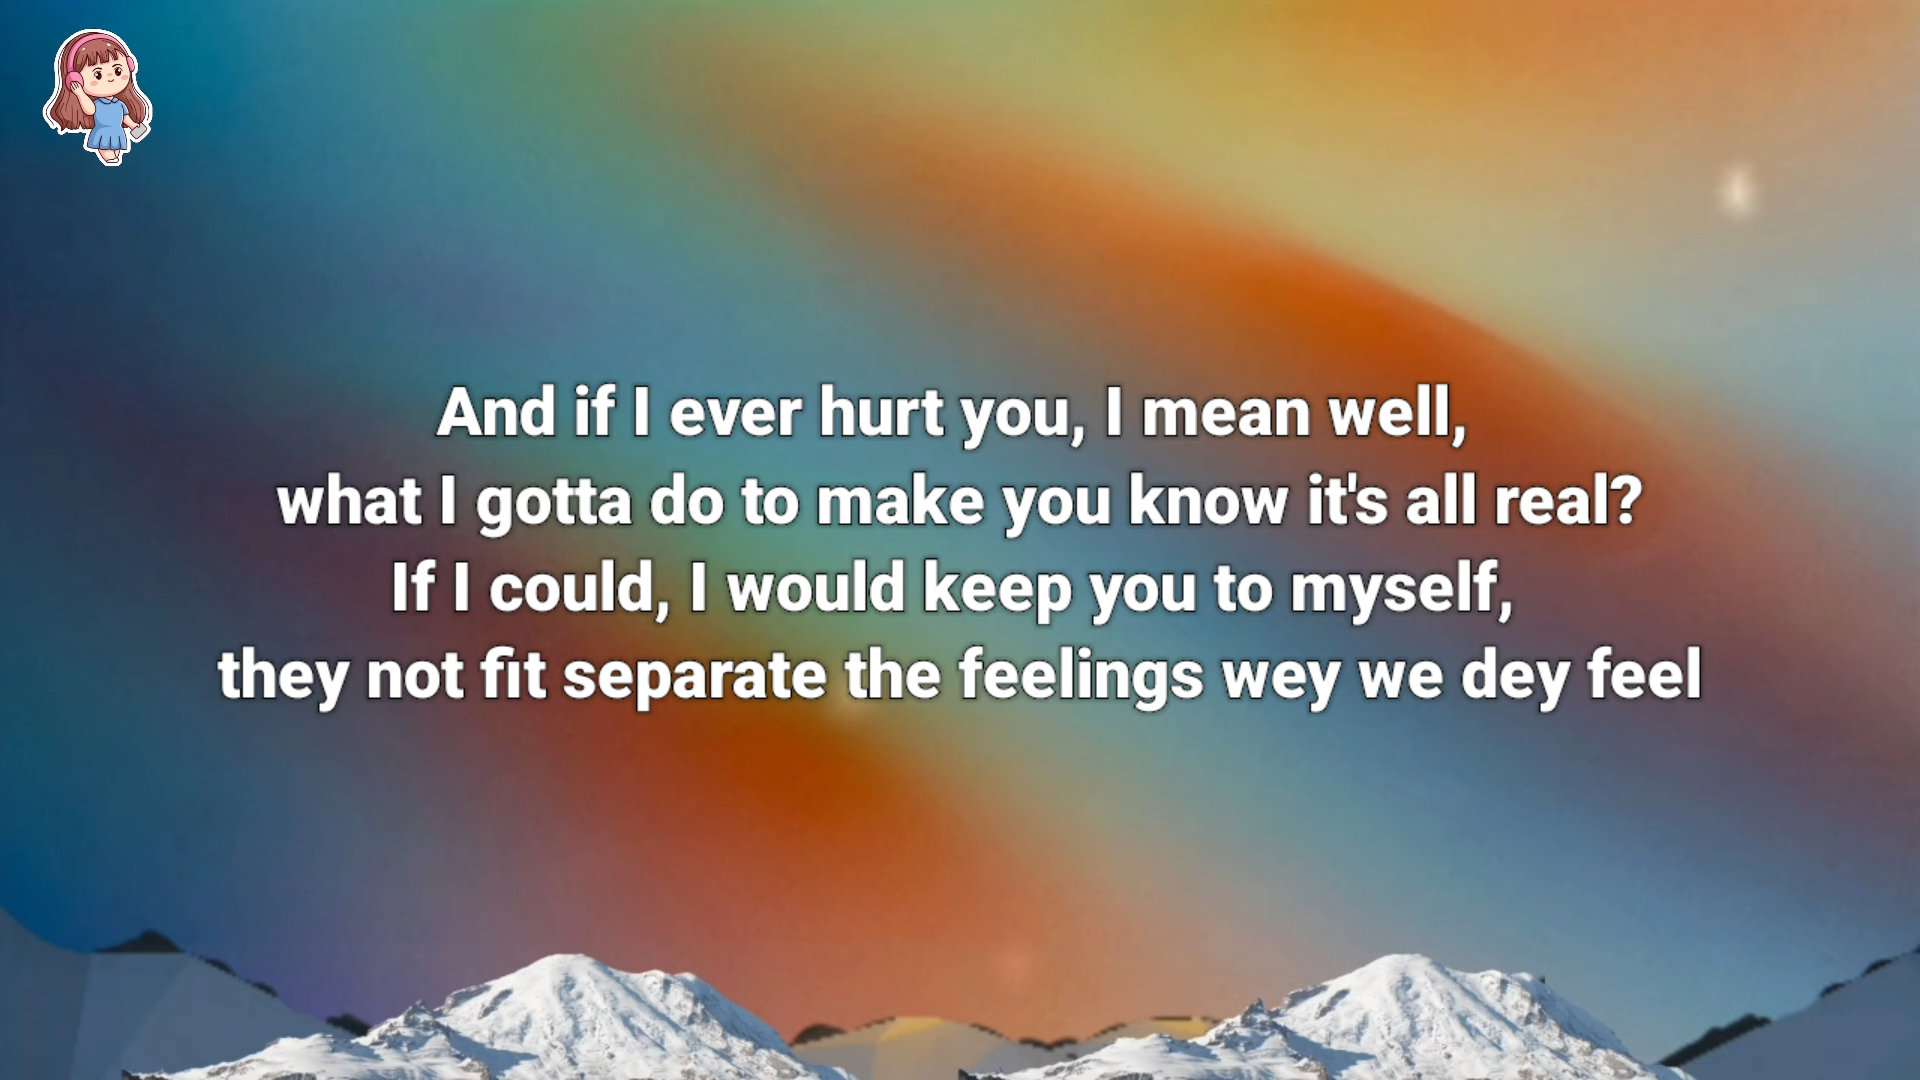 And if I ever hurt you, I mean well,
what I gotta do to make you know it's all real?
If I could, I would keep you to myself,
they not fit separate the feelings wey we dey feel